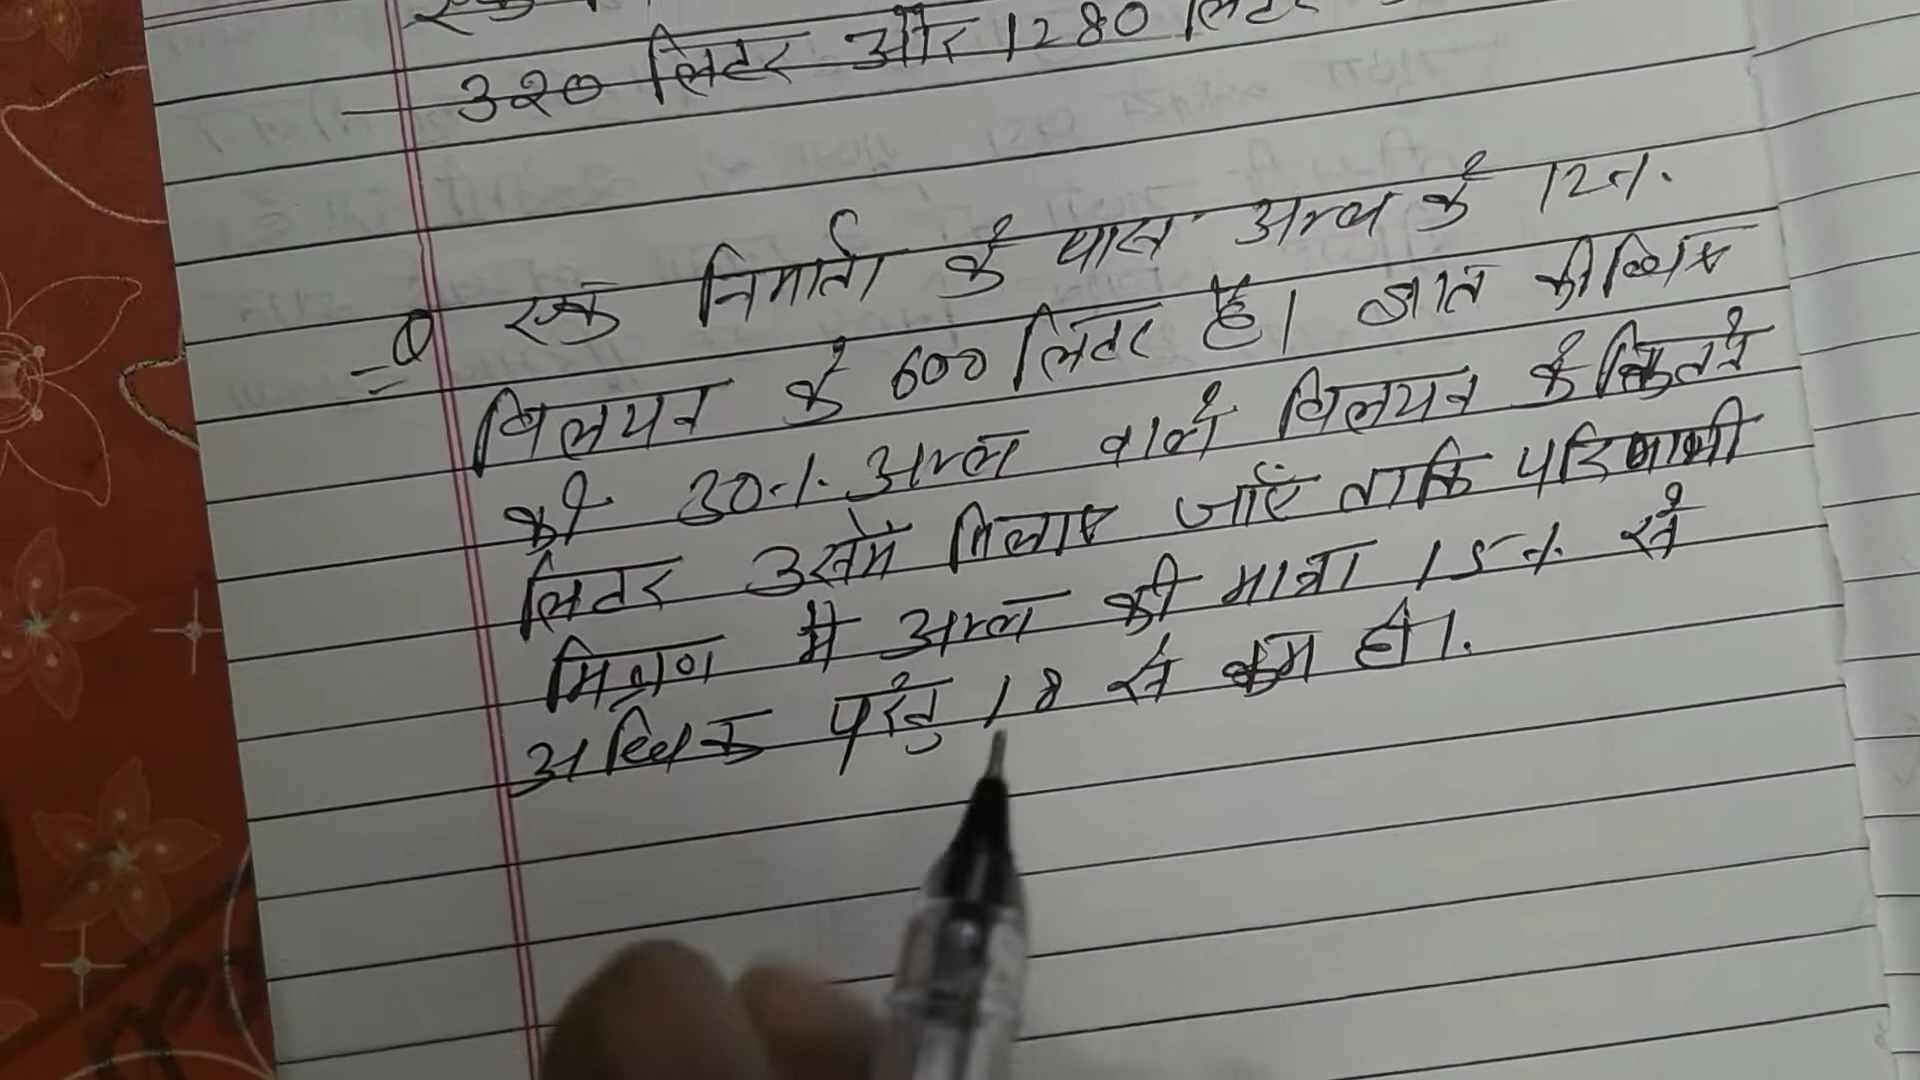 320 लिटर और 1280 लिटर
Q एक निर्माता के पास अम्ल के 12%
विलयन के 600 लिटर है। ज्ञात कीजिए
की 30% अम्ल वाले विलयन के कितने
लिटर उसमें मिलाए जाएँ ताकि परिणामी
मिश्रण में अम्ल की मात्रा 15% से
अधिक परंतु 18 से कम हो।.